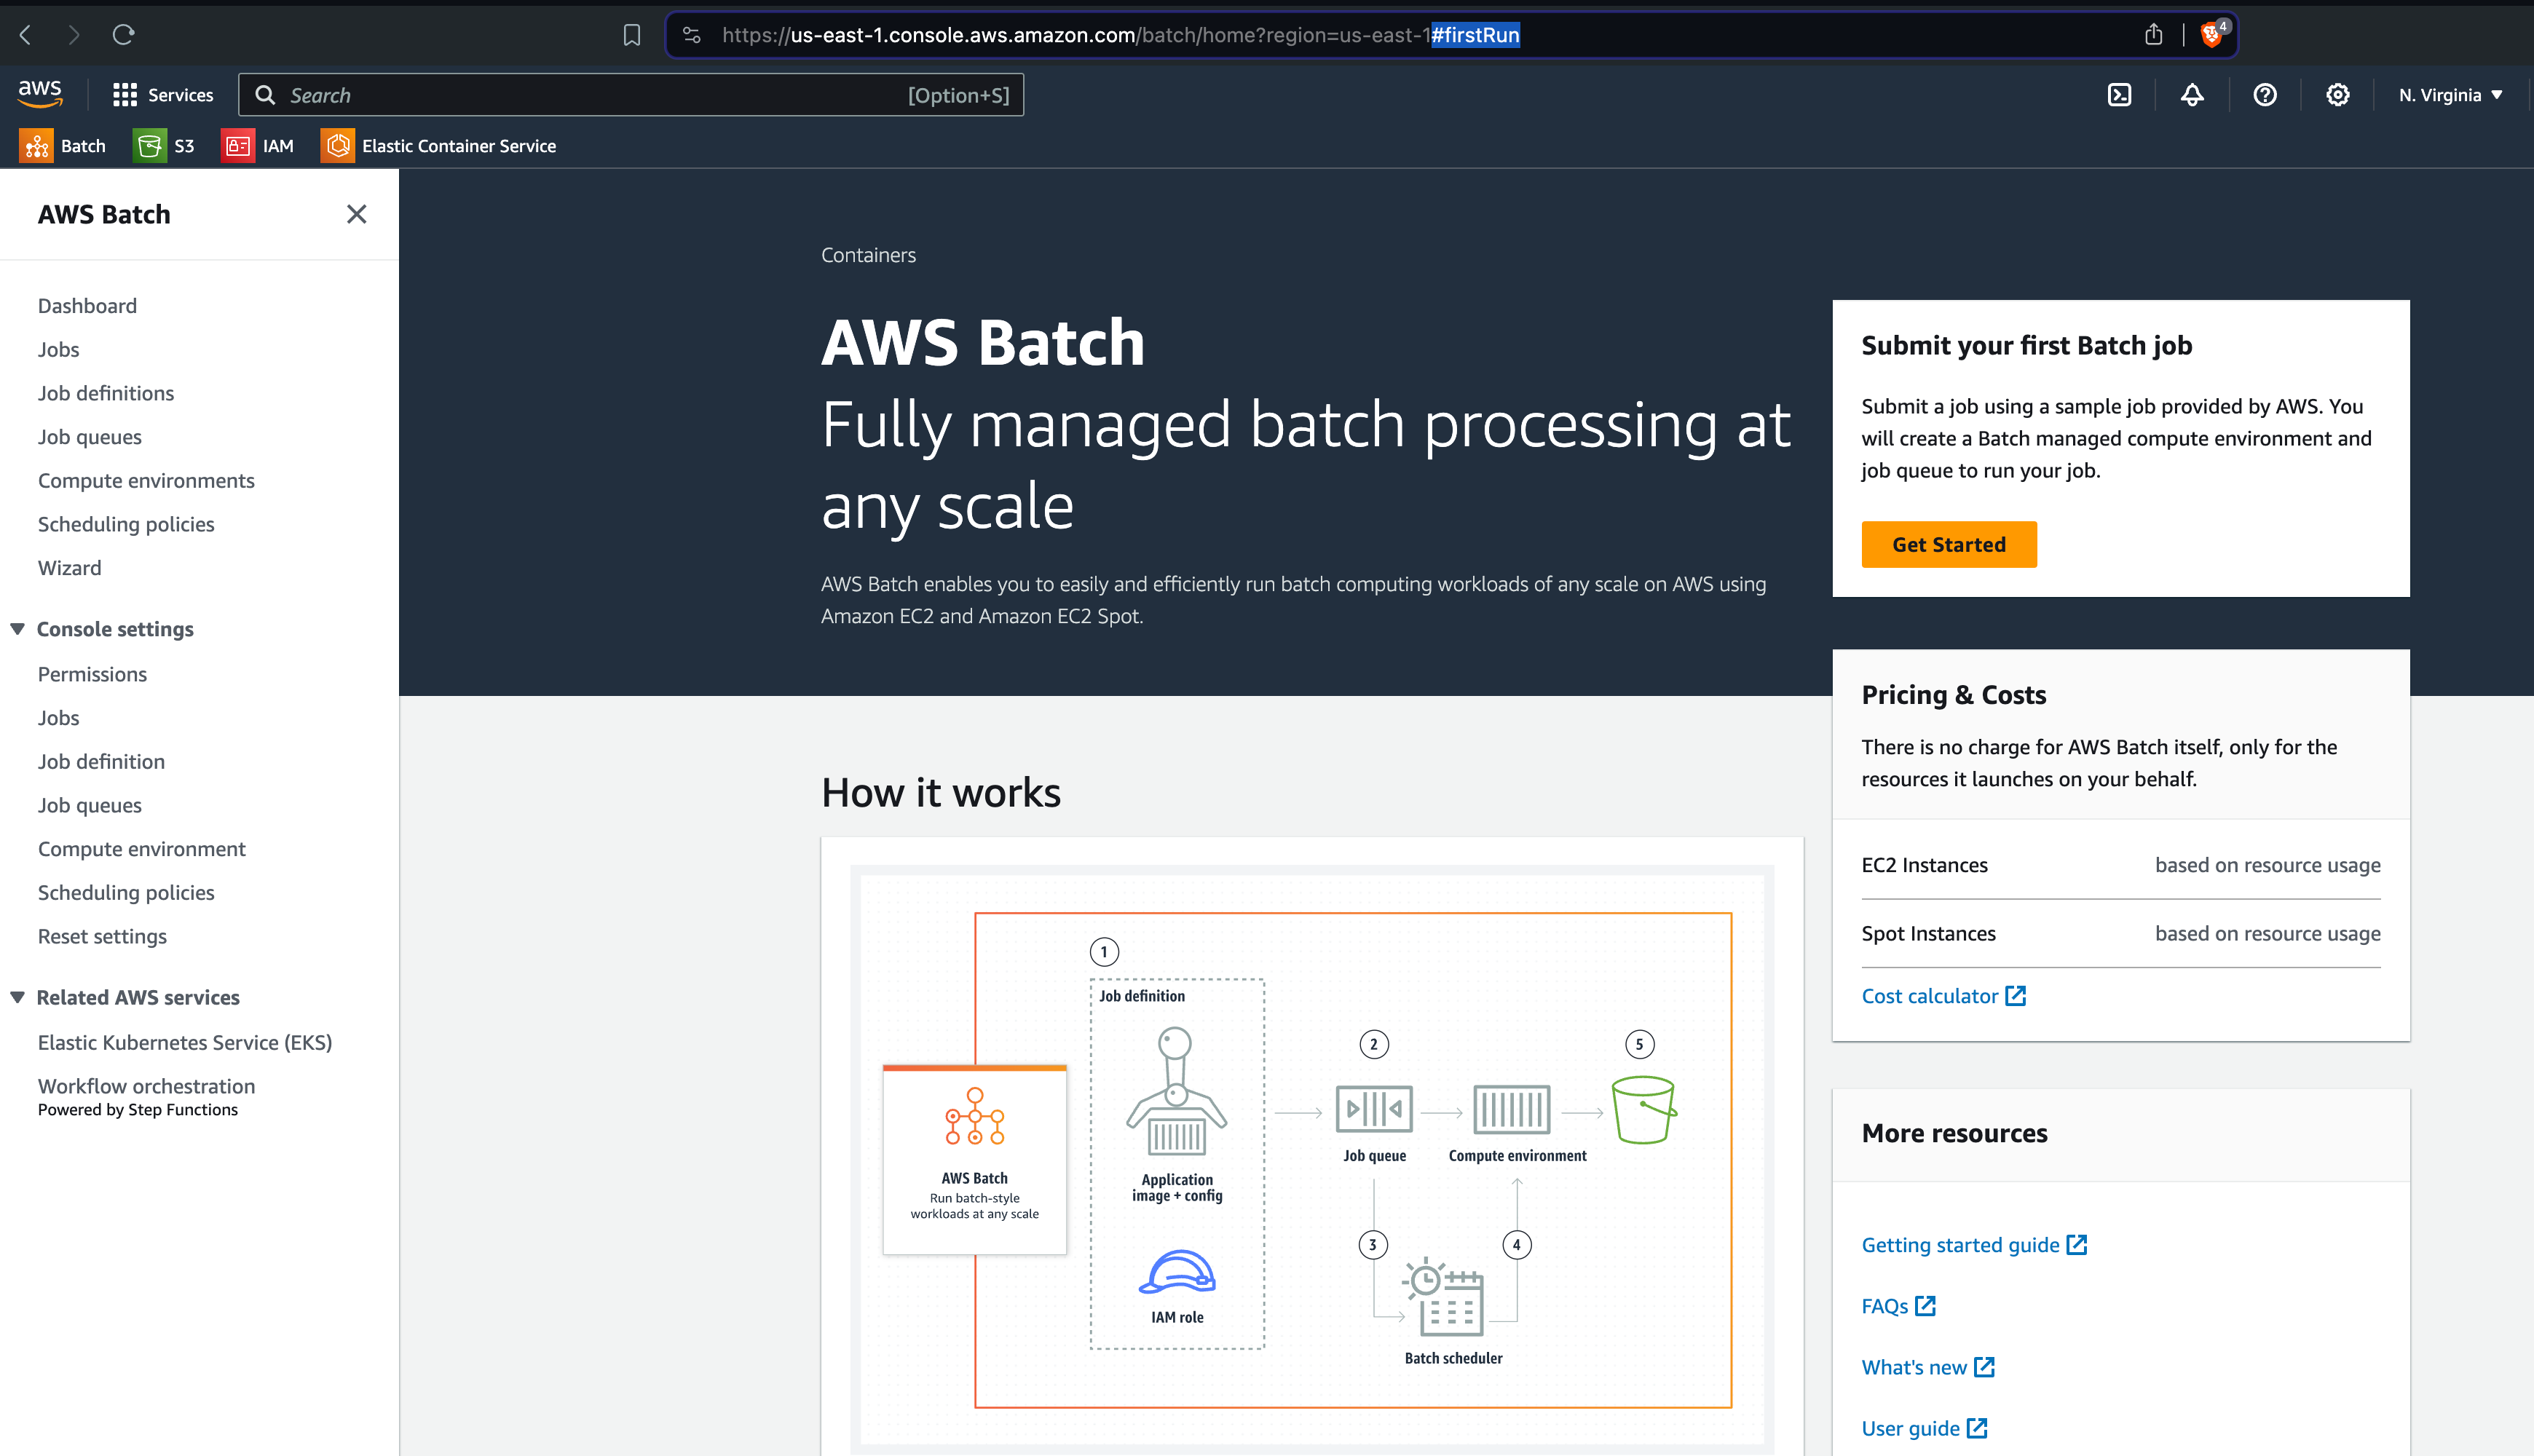 https://us-east-1.console.aws.amazon.com/batch/home?region=us-east-1#firstRun
4
aws
Services
Search
[Option+S]
N. Virginia
Batch
S3
IAM
Elastic Container Service
AWS Batch
Dashboard
Jobs
Job definitions
Job queues
Compute environments
Scheduling policies
Wizard
Console settings
Permissions
Jobs
Job definition
Job queues
Compute environment
Scheduling policies
Reset settings
Related AWS services
Elastic Kubernetes Service (EKS)
Workflow orchestration
Powered by Step Functions
Containers
AWS Batch
Fully managed batch processing at
any scale
AWS Batch enables you to easily and efficiently run batch computing workloads of any scale on AWS using
Amazon EC2 and Amazon EC2 Spot.
How it works
1
Job definition
Application
image + config
IAM role
AWS Batch
Run batch-style
workloads at any scale
2
Job queue
Compute environment
5
3
4
Batch scheduler
Submit your first Batch job
Submit a job using a sample job provided by AWS. You
will create a Batch managed compute environment and
job queue to run your job.
Get Started
Pricing & Costs
There is no charge for AWS Batch itself, only for the
resources it launches on your behalf.
EC2 Instances
based on resource usage
Spot Instances
based on resource usage
Cost calculator
More resources
Getting started guide
FAQs
What's new
User guide